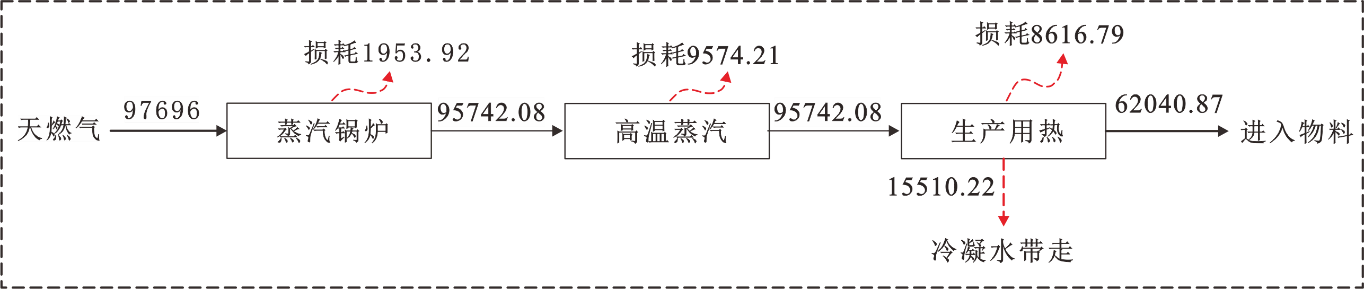 损耗1953.92
损耗9574.21
损耗8616.79
天燃气
97696
蒸汽锅炉
95742.08
高温蒸汽
95742.08
生产用热
62040.87
进入物料
15510.22
冷凝水带走